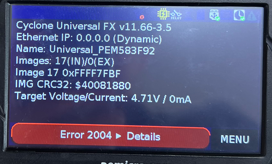 Cyclone Universal FX v11.66-3.5
Ethernet IP: 0.0.0.0 (Dynamic)
Name: Universal_PEM583F92
Images: 17(IN)/0(EX)
Image 17 0xFFFF7FBF
IMG CRC32: $40081880
Target Voltage/Current: 4.71V / 0mA
Error 2004 ▸ Details
MENU